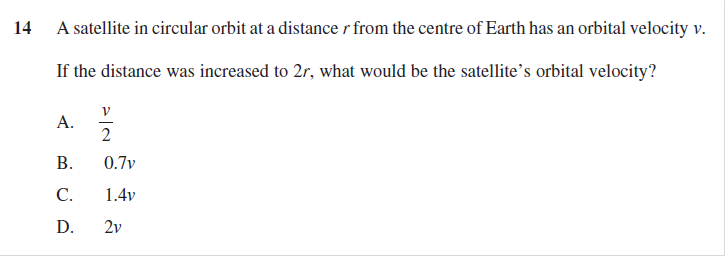 14 A satellite in circular orbit at a distance r from the centre of Earth has an orbital velocity v.
If the distance was increased to 2r, what would be the satellite's orbital velocity?
A. v/2
B. 0.7v
C. 1.4v
D. 2v